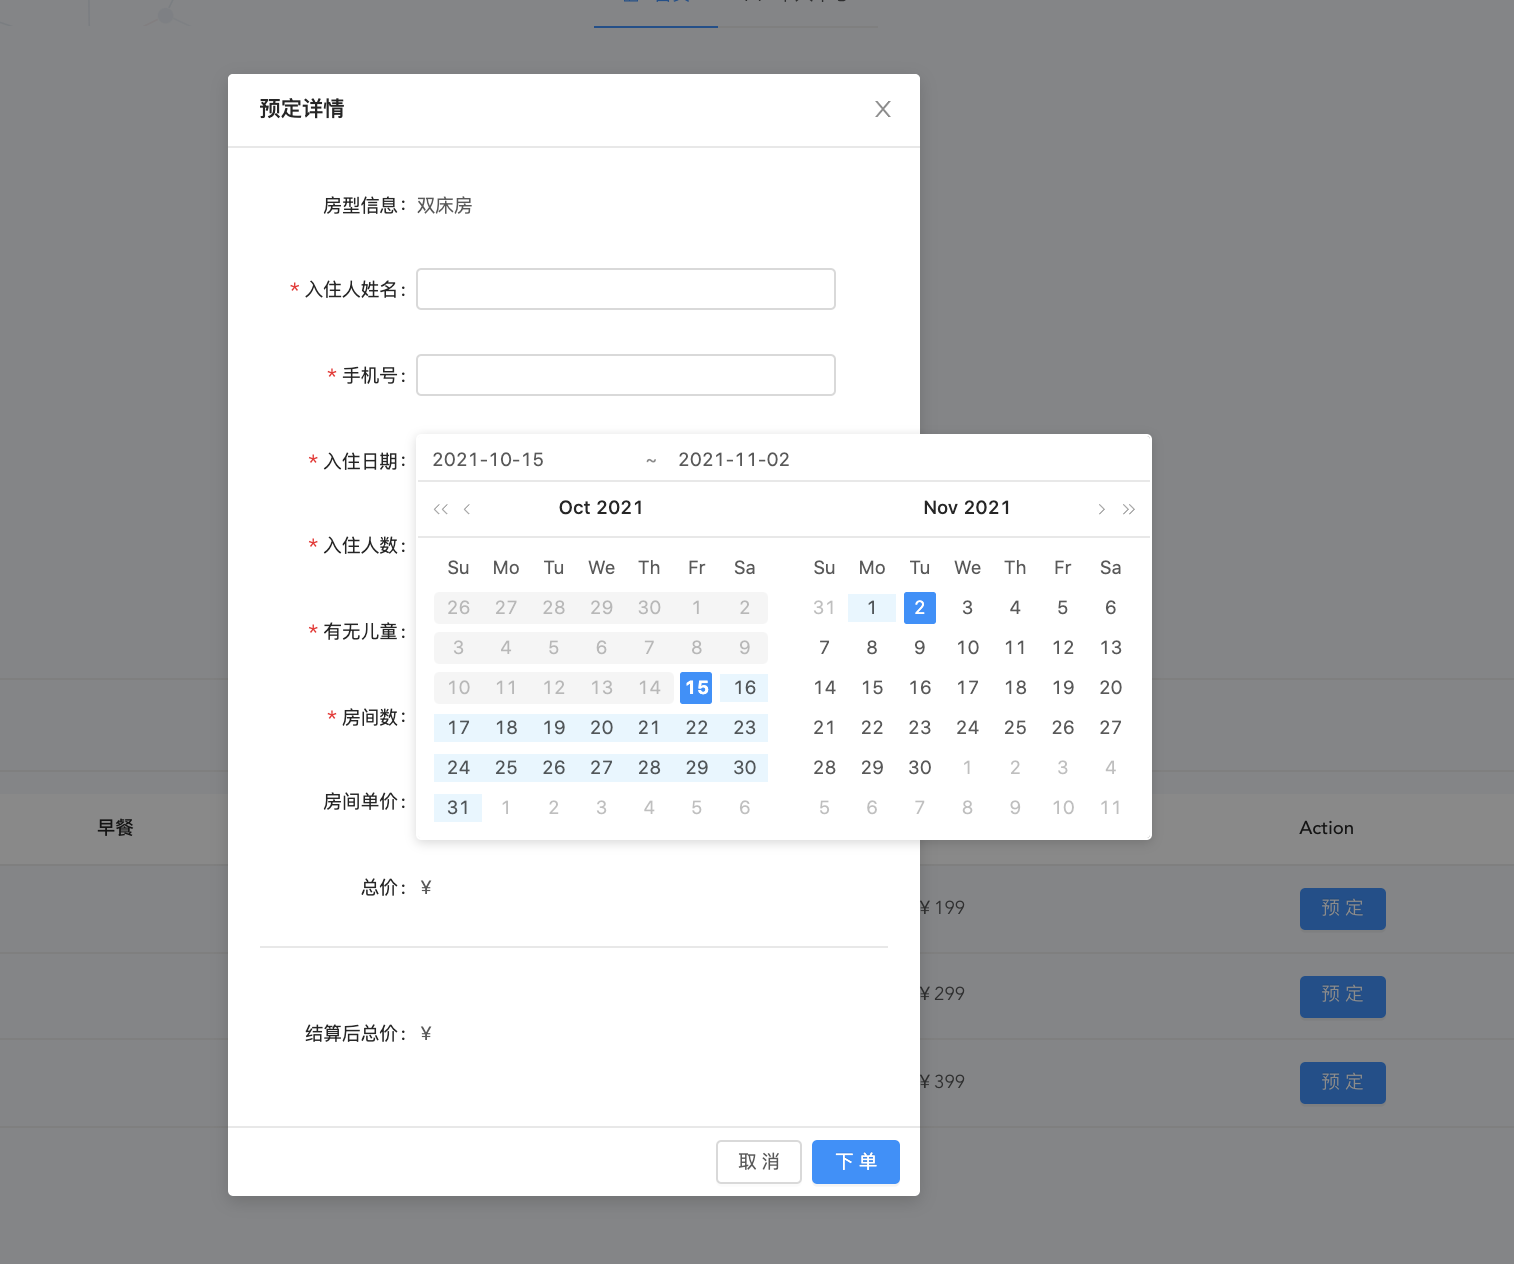 预定详情
房型信息: 双床房
* 入住人姓名:
* 手机号:
* 入住日期: 2021-10-15 ~ 2021-11-02
Oct 2021 Nov 2021
Su Mo Tu We Th Fr Sa Su Mo Tu We Th Fr Sa
26 27 28 29 30 1 2 31 1 2 3 4 5 6
3 4 5 6 7 8 9 7 8 9 10 11 12 13
10 11 12 13 14 15 16 14 15 16 17 18 19 20
17 18 19 20 21 22 23 21 22 23 24 25 26 27
24 25 26 27 28 29 30 28 29 30 1 2 3 4
31 1 2 3 4 5 6 5 6 7 8 9 10 11
* 入住人数:
* 有无儿童:
* 房间数:
房间单价:
早餐 Action
总价: ¥
¥ 199 预 定
¥ 299 预 定
结算后总价: ¥
¥ 399 预 定
取 消 下 单